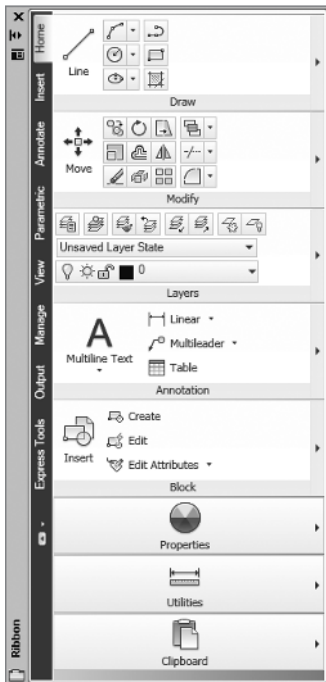 Home
Insert
Annotate
Parametric
View
Manage
Output
Express Tools
Ribbon
Line
Draw
Move
Modify
Unsaved Layer State
0
Layers
A
Multiline Text
Linear
Multileader
Table
Annotation
Insert
Create
Edit
Edit Attributes
Block
Properties
Utilities
Clipboard